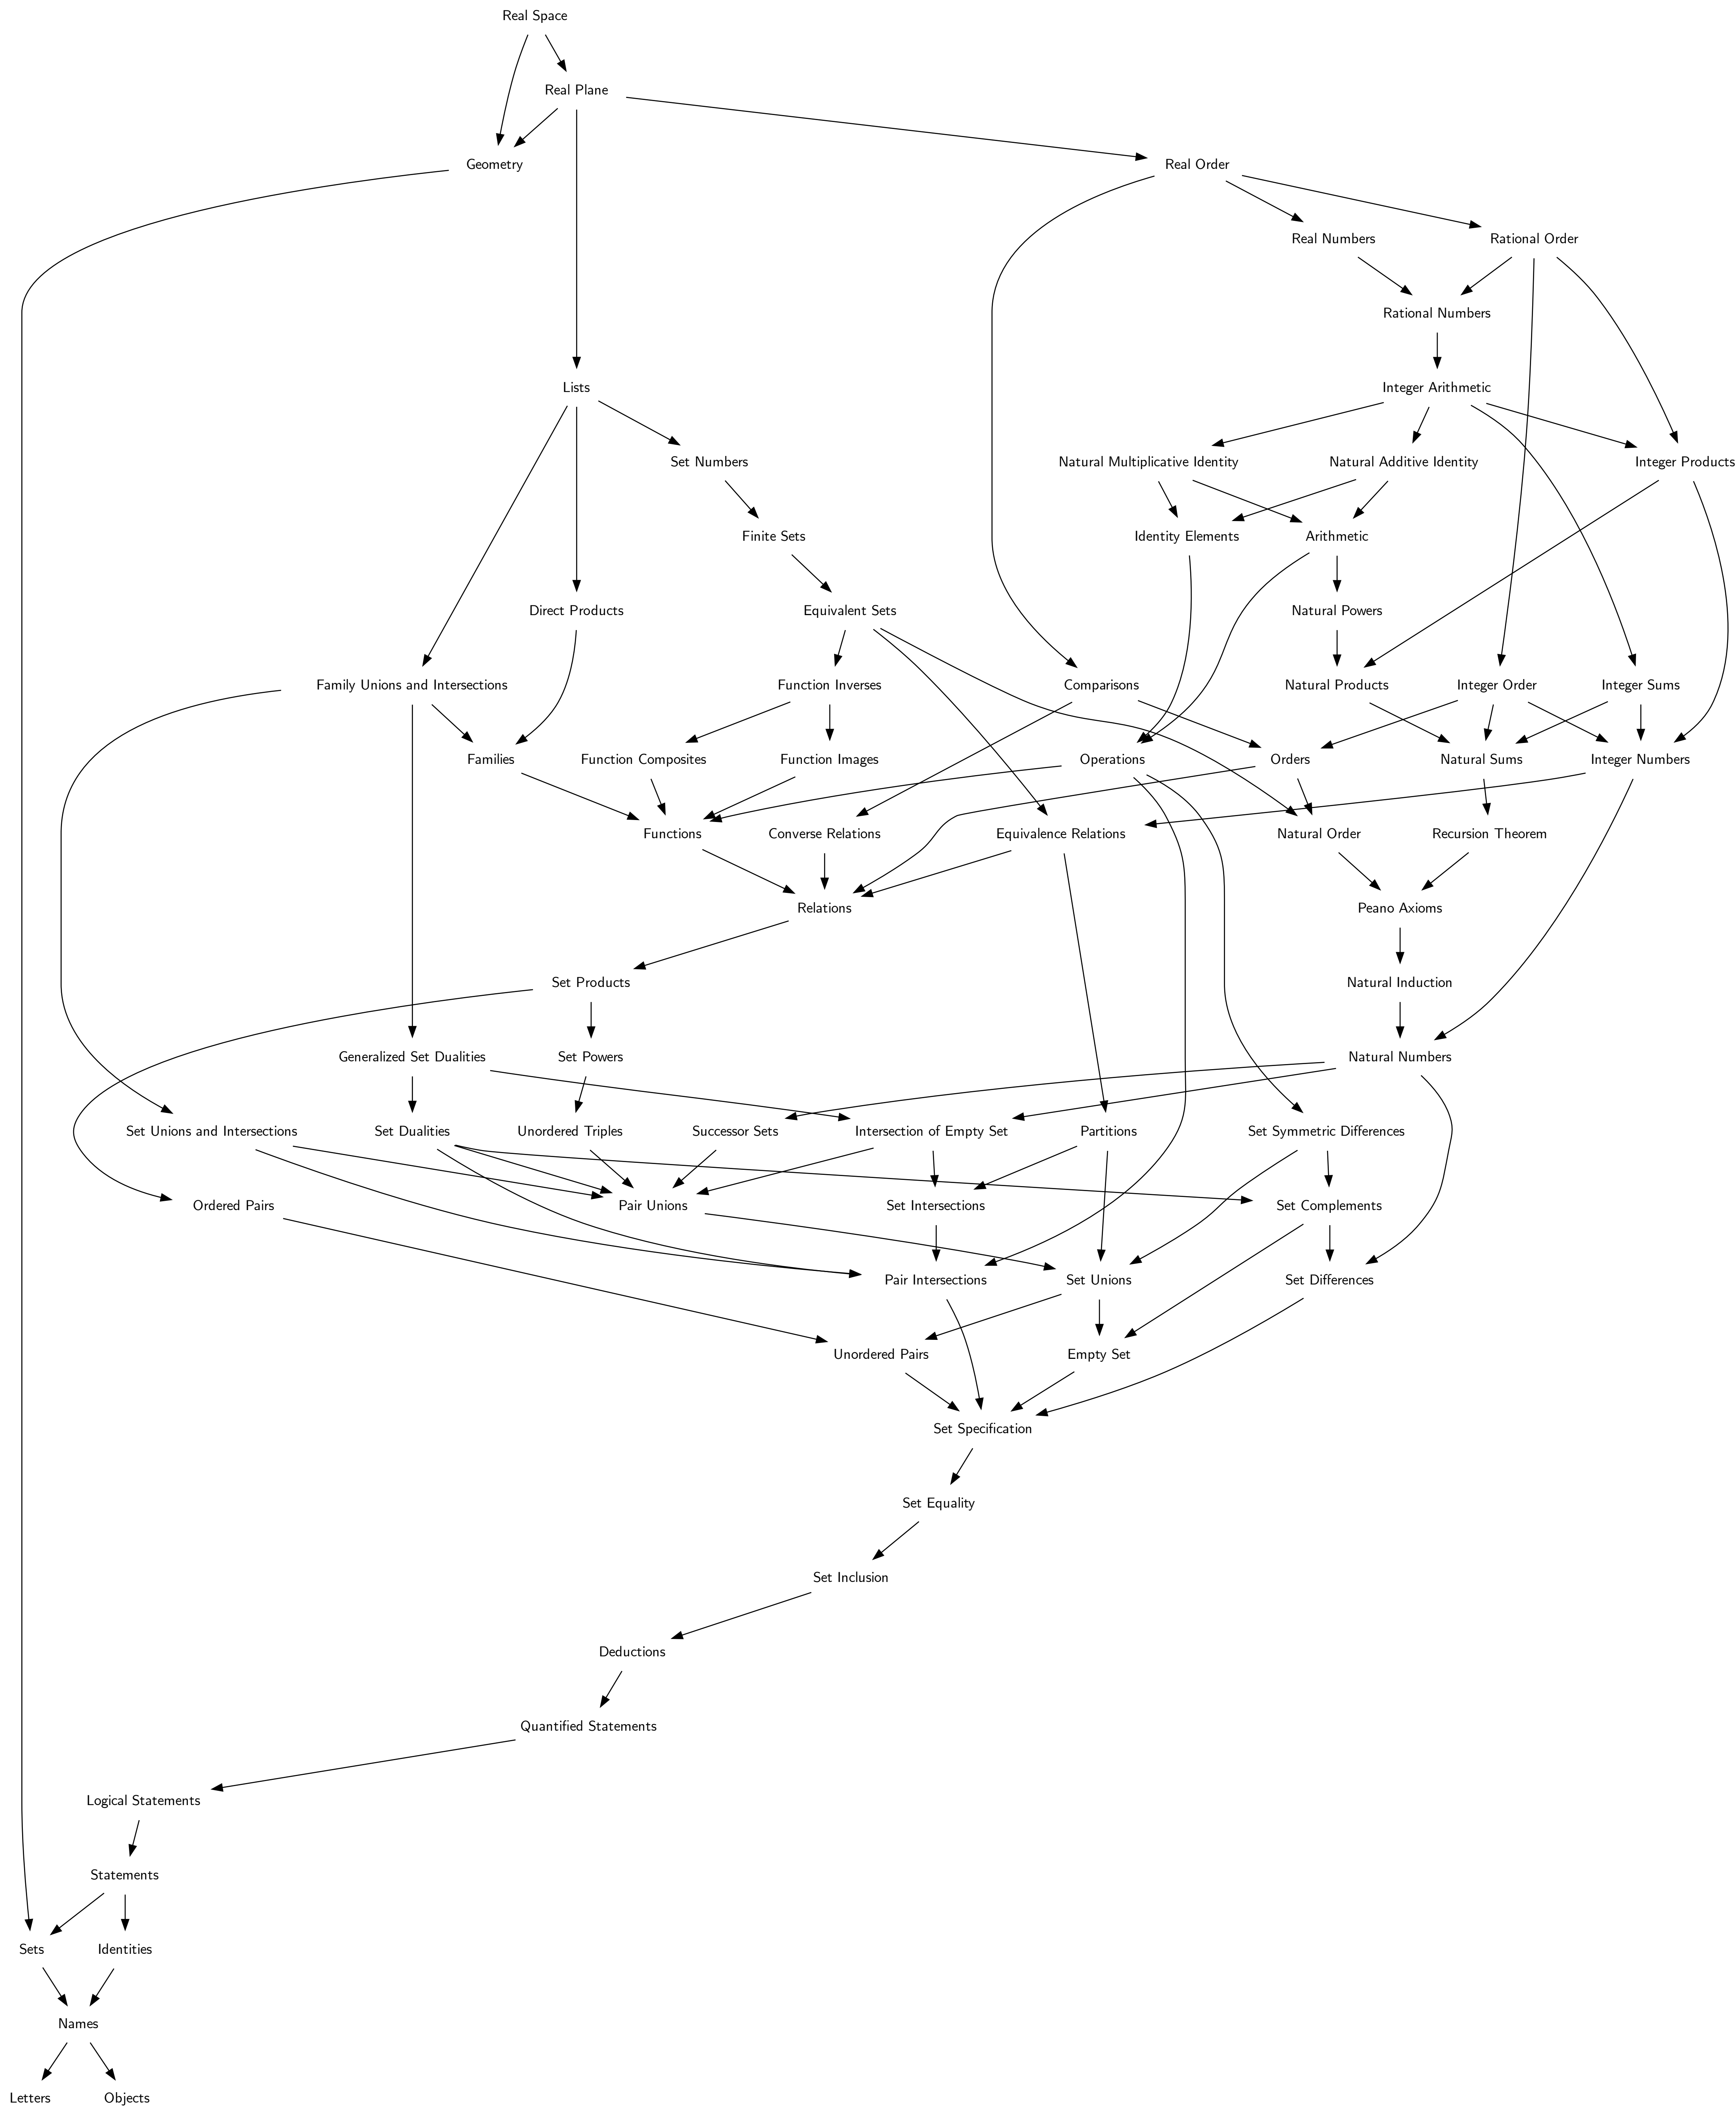 Real Space
Real Plane
Geometry
Real Order
Real Numbers
Rational Order
Rational Numbers
Lists
Integer Arithmetic
Set Numbers
Natural Multiplicative Identity
Natural Additive Identity
Integer Products
Finite Sets
Identity Elements
Arithmetic
Direct Products
Equivalent Sets
Natural Powers
Family Unions and Intersections
Function Inverses
Comparisons
Natural Products
Integer Order
Integer Sums
Families
Function Composites
Function Images
Operations
Orders
Natural Sums
Integer Numbers
Functions
Converse Relations
Equivalence Relations
Natural Order
Recursion Theorem
Relations
Peano Axioms
Set Products
Natural Induction
Generalized Set Dualities
Set Powers
Natural Numbers
Set Unions and Intersections
Set Dualities
Unordered Triples
Successor Sets
Intersection of Empty Set
Partitions
Set Symmetric Differences
Ordered Pairs
Pair Unions
Set Intersections
Set Complements
Pair Intersections
Set Unions
Set Differences
Unordered Pairs
Empty Set
Set Specification
Set Equality
Set Inclusion
Deductions
Quantified Statements
Logical Statements
Statements
Sets
Identities
Names
Letters
Objects